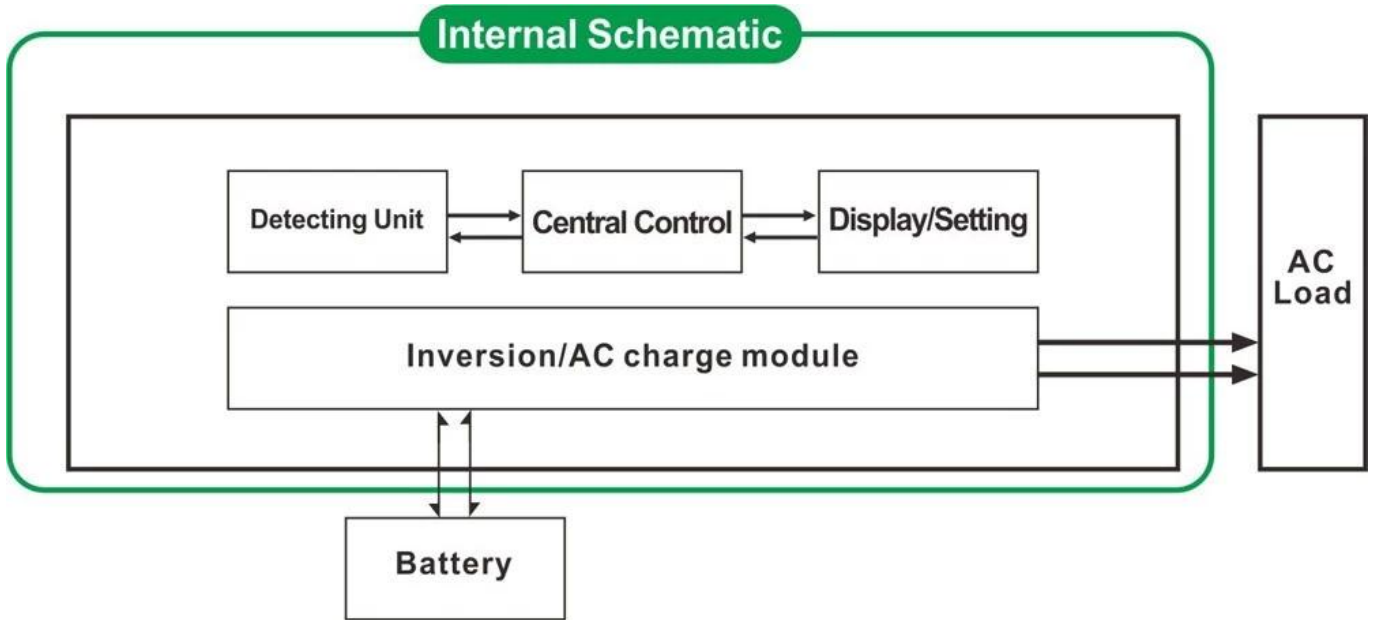 Internal Schematic
Detecting Unit
Central Control
Display/Setting
Inversion/AC charge module
AC
Load
Battery